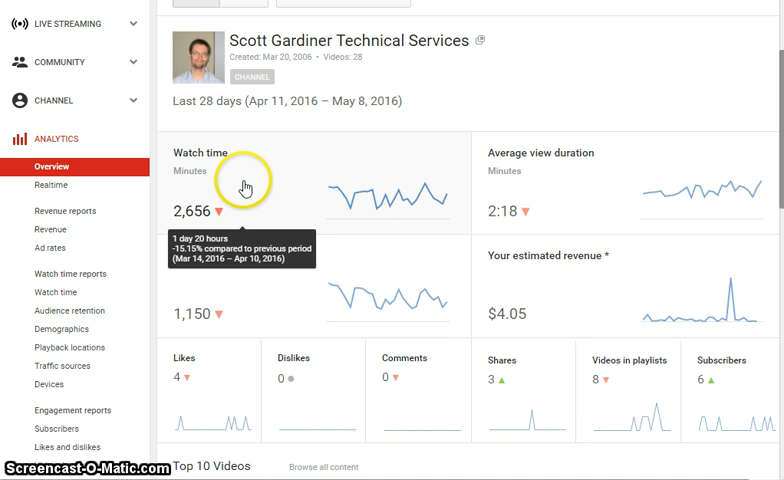 LIVE STREAMING
COMMUNITY
CHANNEL
ANALYTICS
Overview
Realtime
Revenue reports
Revenue
Ad rates
Watch time reports
Watch time
Audience retention
Demographics
Playback locations
Traffic sources
Devices
Engagement reports
Subscribers
Likes and dislikes
Scott Gardiner Technical Services
Created: Mar 20, 2006 • Videos: 28
CHANNEL
Last 28 days (Apr 11, 2016 – May 8, 2016)
Watch time
Minutes
2,656
1 day 20 hours
-15.15% compared to previous period
(Mar 14, 2016 – Apr 10, 2016)
Average view duration
Minutes
2:18
1,150
Your estimated revenue *
$4.05
Likes
4
Dislikes
0
Comments
0
Shares
3
Videos in playlists
8
Subscribers
6
Top 10 Videos
Browse all content
Screencast-O-Matic.com